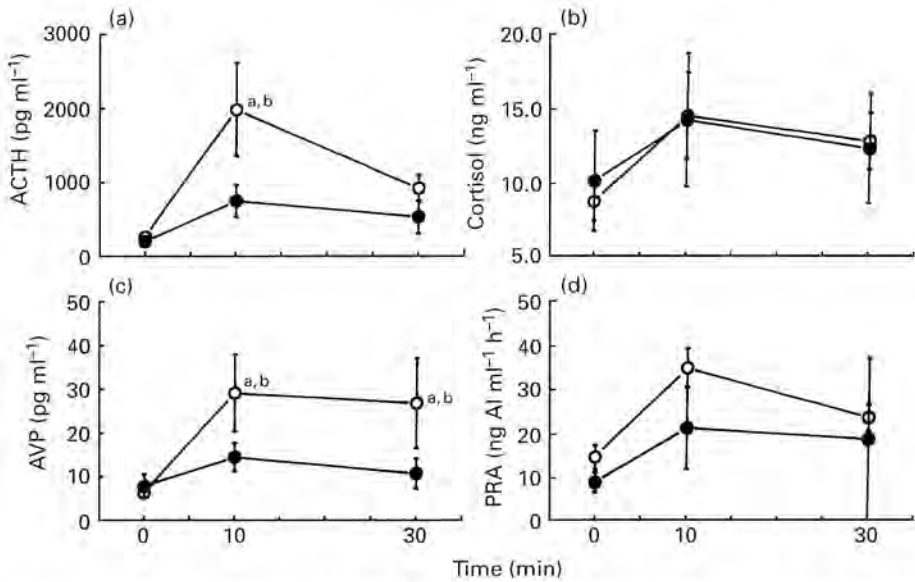 (a)
3000
2000
1000
0
ACTH (pg ml⁻¹)
a,b
(b)
20.0
15.0
10.0
5.0
Cortisol (ng ml⁻¹)
(c)
50
40
30
20
10
0
AVP (pg ml⁻¹)
a,b
a,b
0 10 30
(d)
50
40
30
20
10
0
PRA (ng AI ml⁻¹ h⁻¹)
0 10 30
Time (min)